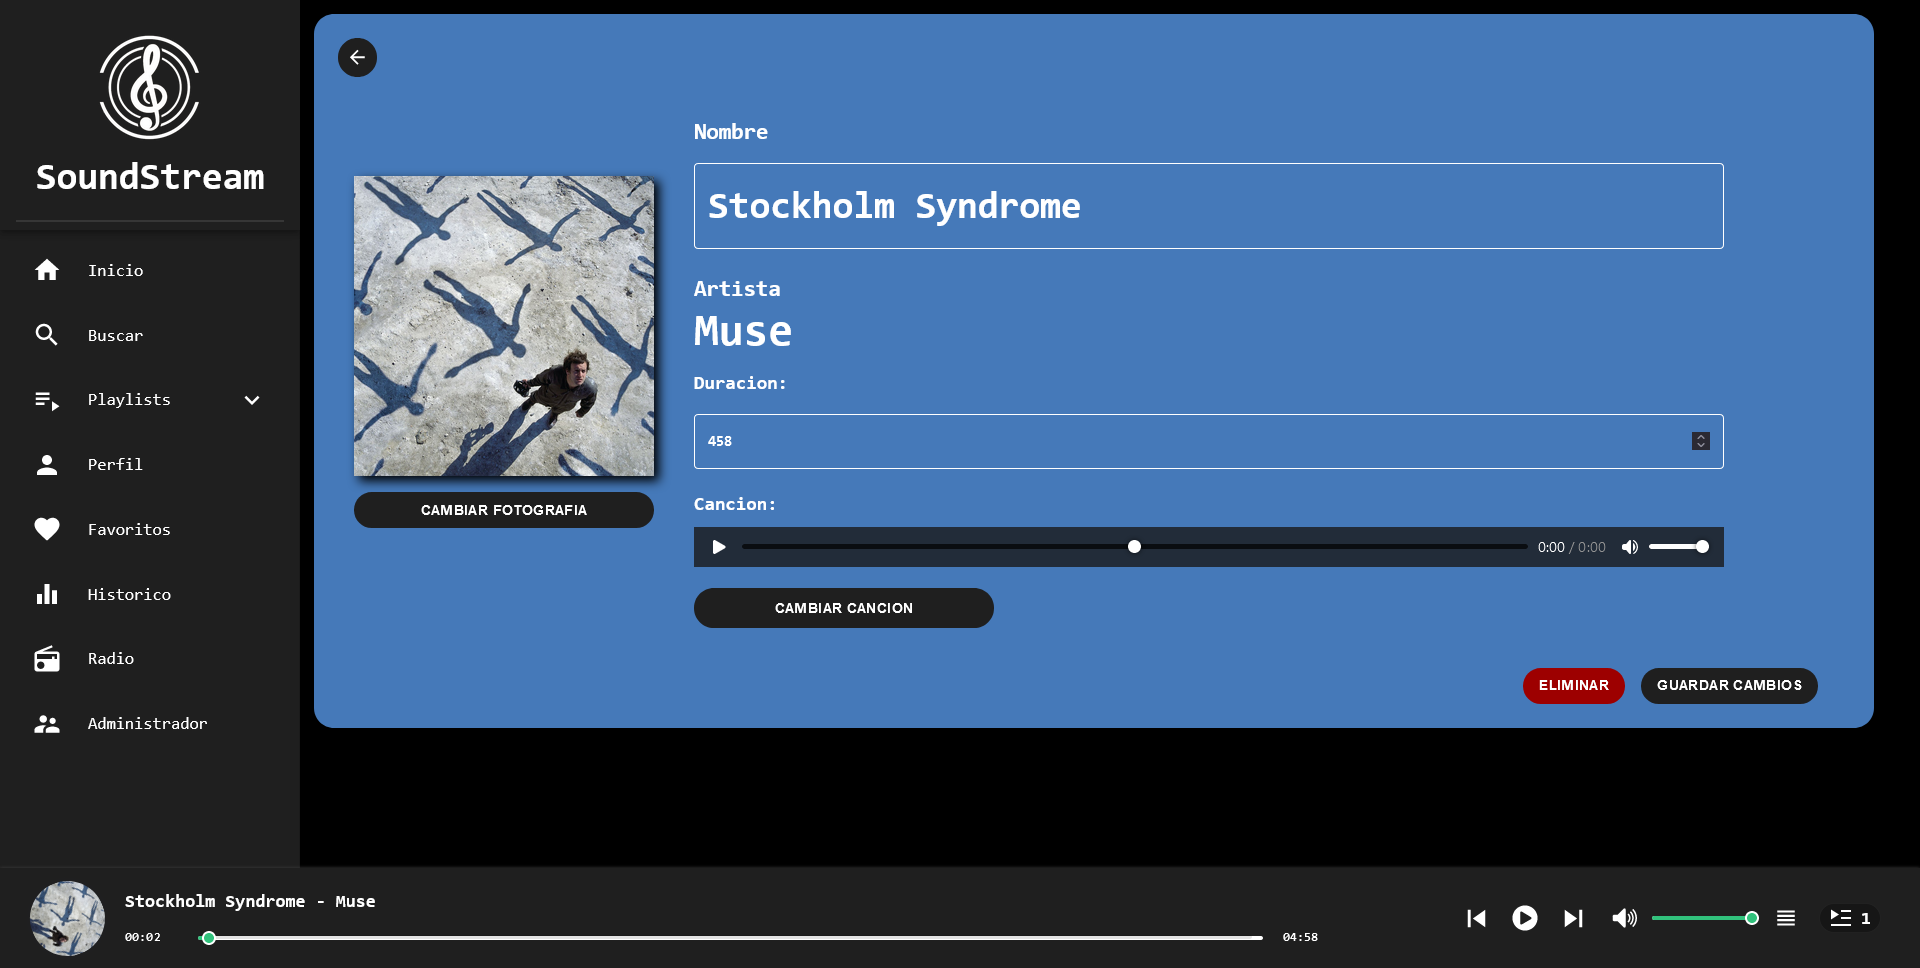 SoundStream
Inicio
Buscar
Playlists
Perfil
Favoritos
Historico
Radio
Administrador
Nombre
Stockholm Syndrome
Artista
Muse
Duracion:
458
CAMBIAR FOTOGRAFIA
Cancion:
0:00 / 0:00
CAMBIAR CANCION
ELIMINAR
GUARDAR CAMBIOS
Stockholm Syndrome - Muse
00:02
04:58
1